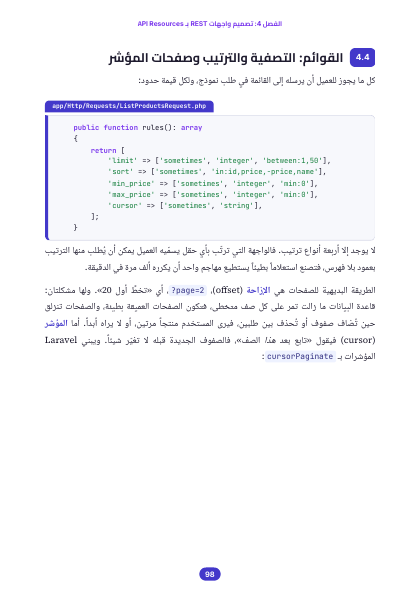 الفصل 4: تصميم واجهات REST بـ API Resources
4.4 القوائم: التصفية والترتيب وصفحات المؤشر
كل ما يجوز للعميل أن يرسله إلى القائمة في طلب نموذج، ولكل قيمة حدود:
app/Http/Requests/ListProductsRequest.php
public function rules(): array
{
return [
'limit' => ['sometimes', 'integer', 'between:1,50'],
'sort' => ['sometimes', 'in:id,price,-price,name'],
'min_price' => ['sometimes', 'integer', 'min:0'],
'max_price' => ['sometimes', 'integer', 'min:0'],
'cursor' => ['sometimes', 'string'],
];
}
لا يوجد إلا أربعة أنواع ترتيب. فالواجهة التي ترتّب بأي حقل يسمّيه العميل يمكن أن يُطلب منها الترتيب
بعمود بلا فهرس، فتصنع استعلاماً بطيئاً يستطيع مهاجم واحد أن يكرره ألف مرة في الدقيقة.
الطريقة البديهية للصفحات هي الإزاحة (offset)، ?page=2 أي «تخطَّ أول 20». ولها مشكلتان:
قاعدة البيانات ما زالت تمر على كل صف متخطى، فتكون الصفحات العميقة بطيئة، والصفحات تنزلق
حين تُضاف صفوف أو تُحذف بين طلبين، فيرى المستخدم منتجاً مرتين، أو لا يراه أبداً. أما المؤشر
(cursor) فيقول «تابع بعد هذا الصف»، فالصفوف الجديدة قبله لا تغيّر شيئاً. ويبني Laravel
المؤشرات بـ cursorPaginate:
98